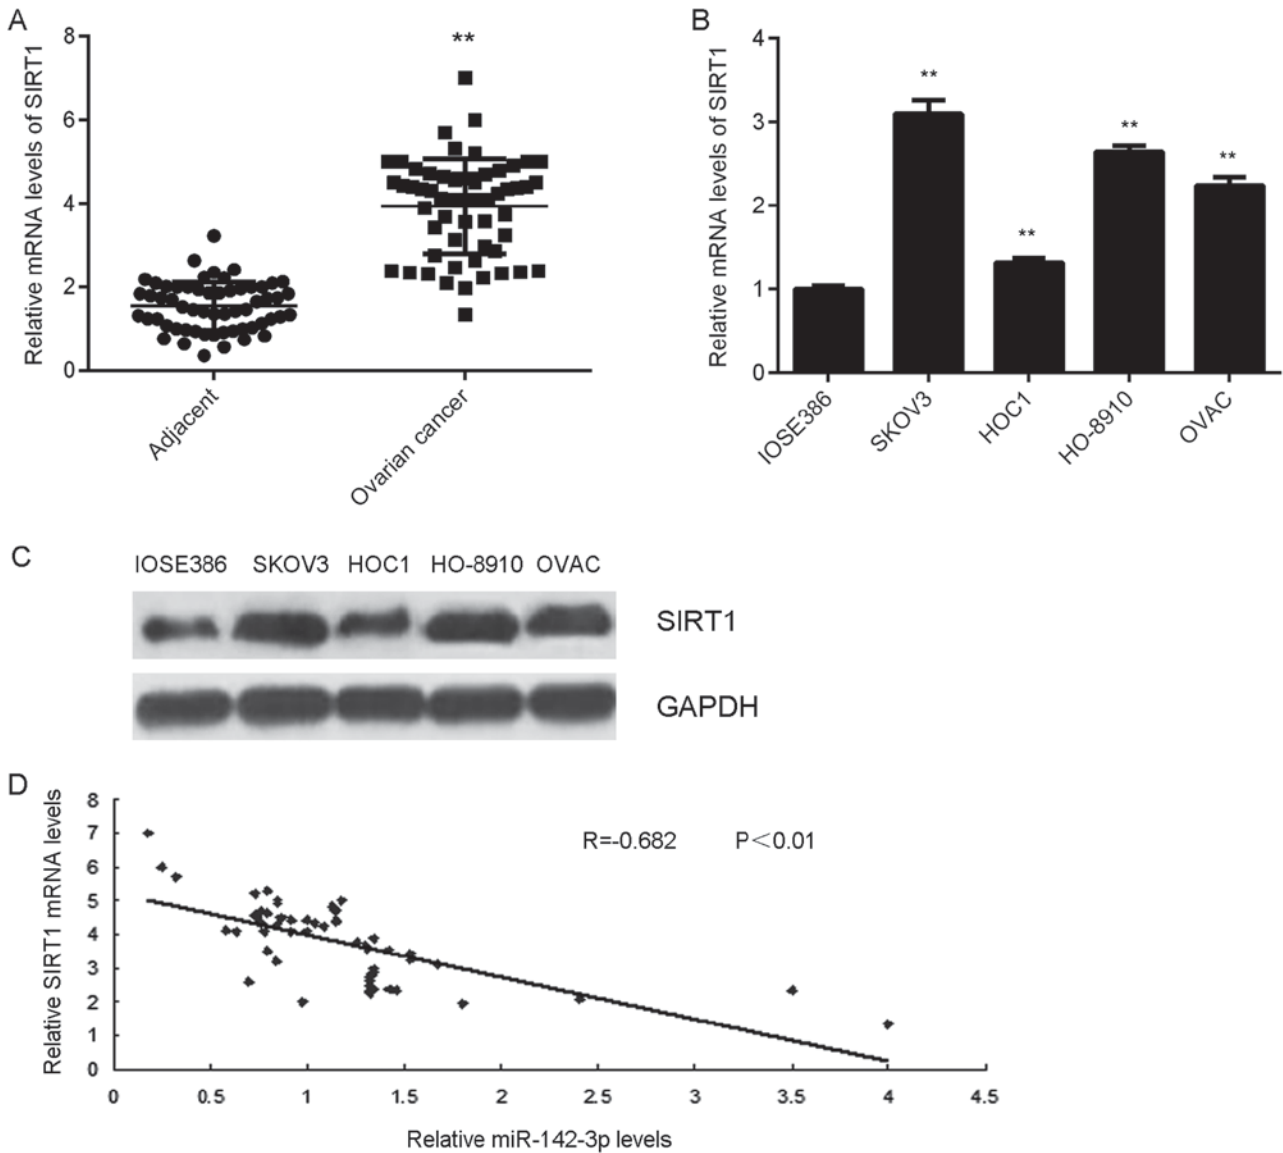 A
Relative mRNA levels of SIRT1
8
6
4
2
0
**
Adjacent
Ovarian cancer
B
Relative mRNA levels of SIRT1
4
3
2
1
0
**
**
**
**
IOSE386
SKOV3
HOC1
HO-8910
OVAC
C
IOSE386 SKOV3 HOC1 HO-8910 OVAC
SIRT1
GAPDH
D
Relative SIRT1 mRNA levels
8
7
6
5
4
3
2
1
0
R=-0.682 P<0.01
0 0.5 1 1.5 2 2.5 3 3.5 4 4.5
Relative miR-142-3p levels